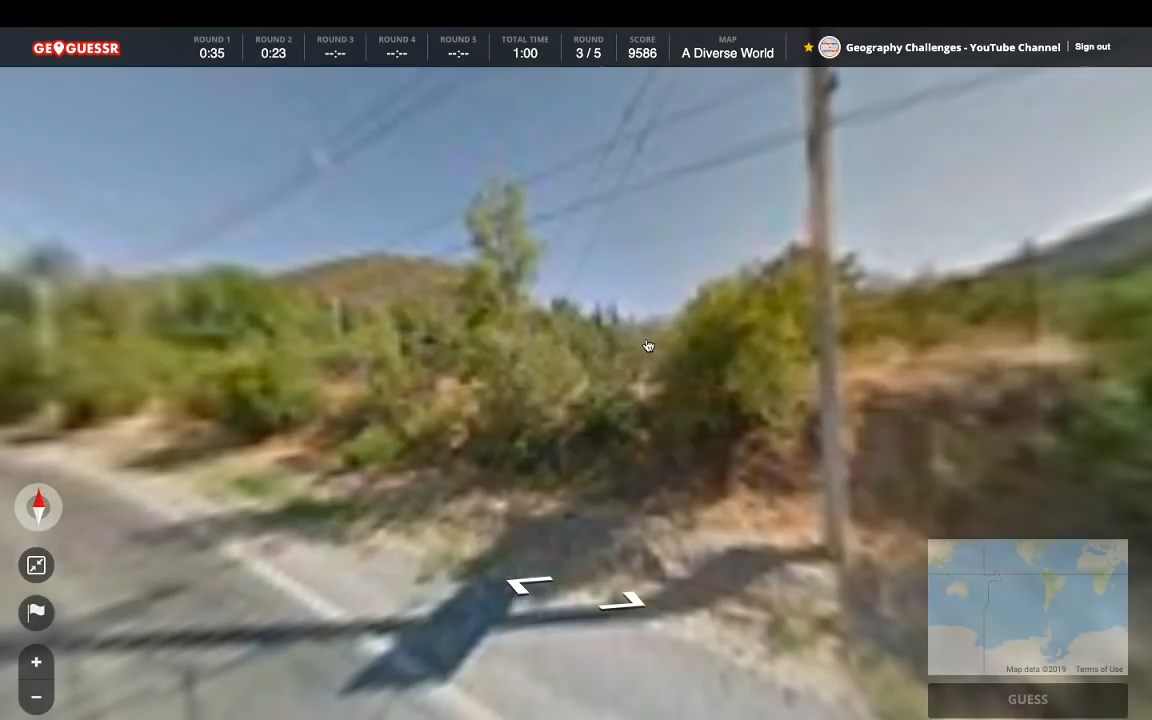 GEOGUESSR
ROUND 1
0:35
ROUND 2
0:23
ROUND 3
--:--
ROUND 4
--:--
ROUND 5
--:--
TOTAL TIME
1:00
ROUND
3 / 5
SCORE
9586
MAP
A Diverse World
Geography Challenges - YouTube Channel
Sign out
+
−
Map data ©2019 Terms of Use
GUESS